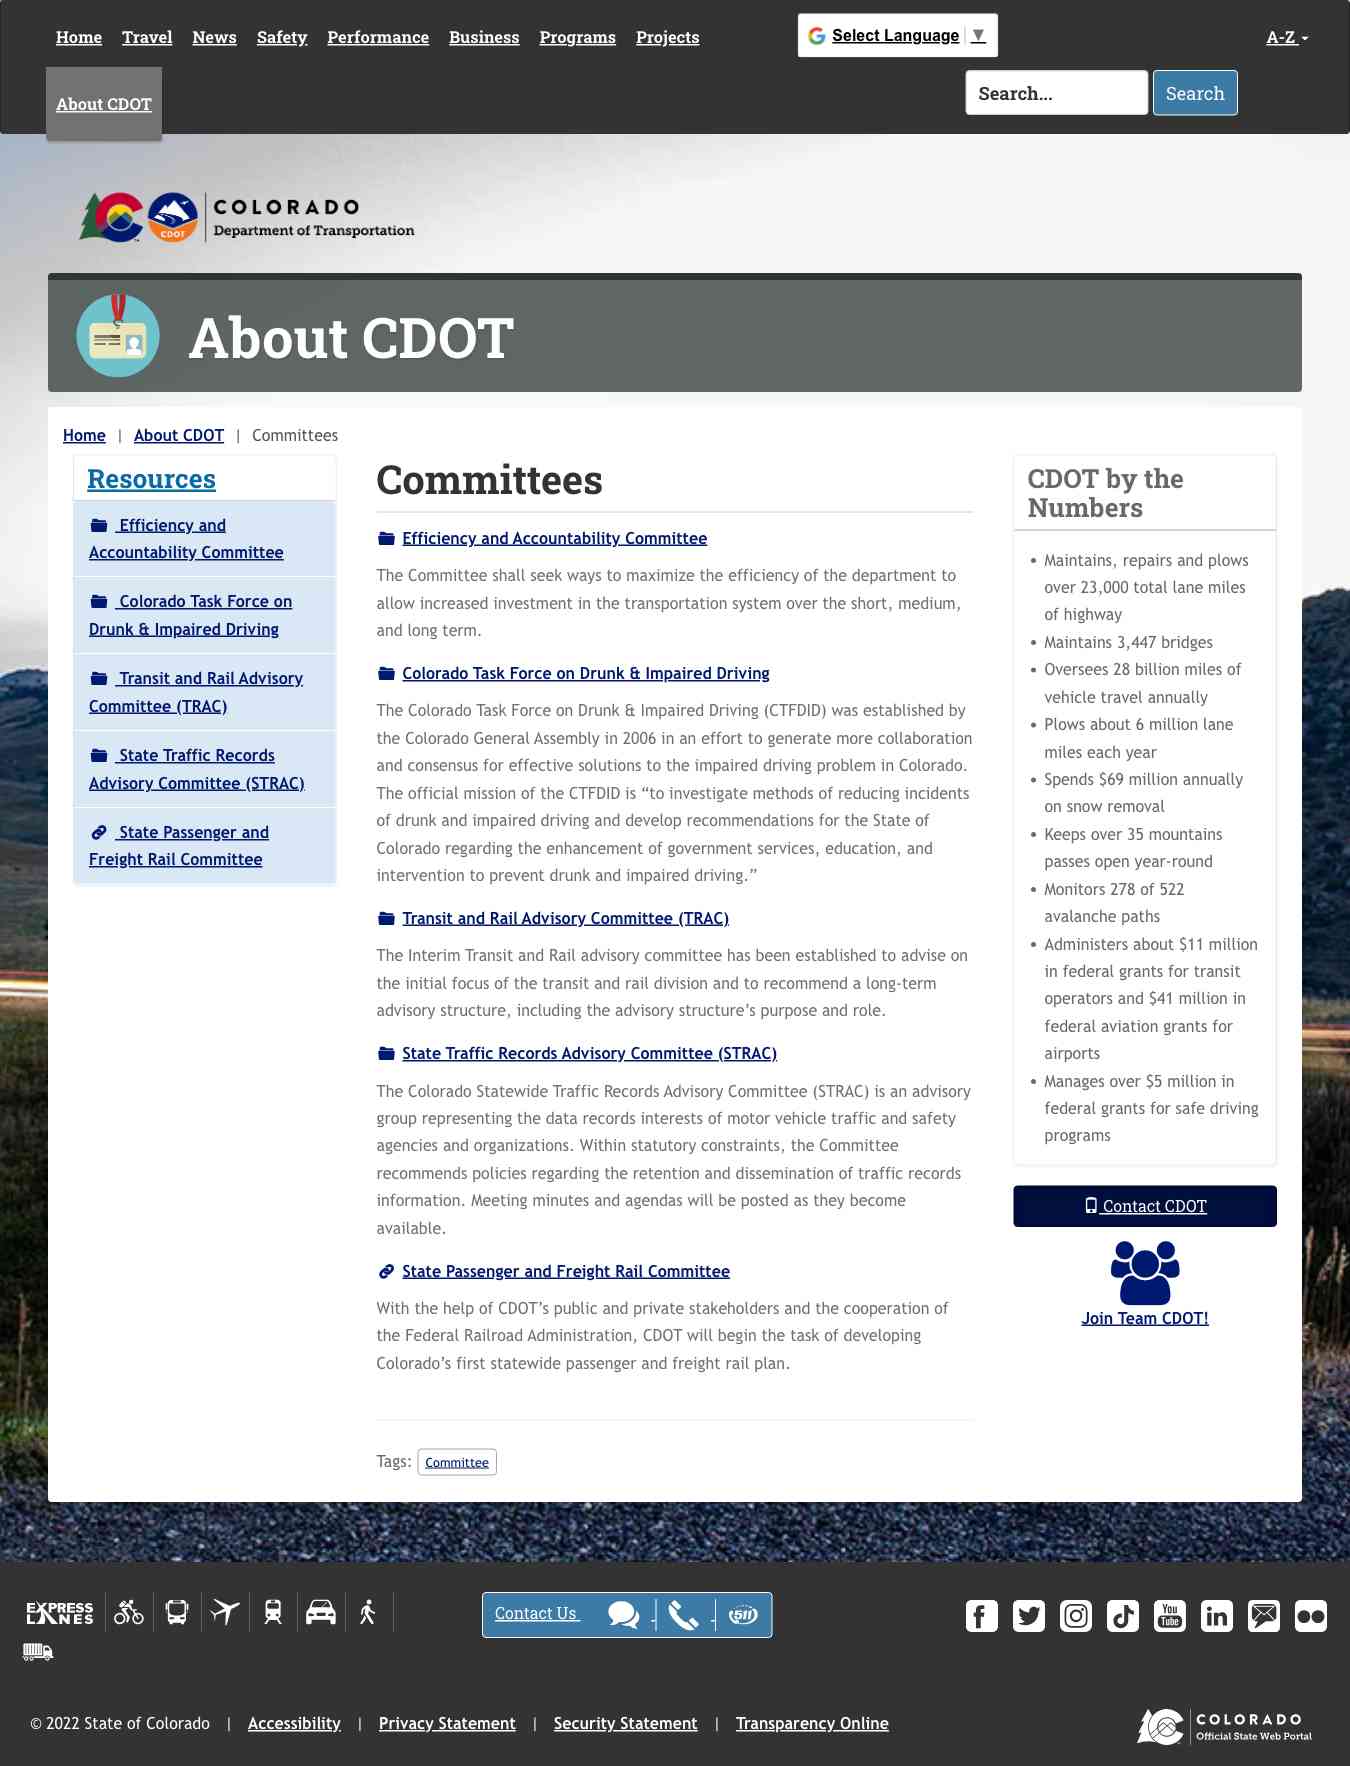 Home Travel News Safety Performance Business Programs Projects
Select Language ▼
A-Z
About CDOT
Search...
Search
COLORADO
Department of Transportation
CDOT
About CDOT
Home | About CDOT | Committees
Resources
Efficiency and
Accountability Committee
Colorado Task Force on
Drunk & Impaired Driving
Transit and Rail Advisory
Committee (TRAC)
State Traffic Records
Advisory Committee (STRAC)
State Passenger and
Freight Rail Committee
Committees
Efficiency and Accountability Committee
The Committee shall seek ways to maximize the efficiency of the department to
allow increased investment in the transportation system over the short, medium,
and long term.
Colorado Task Force on Drunk & Impaired Driving
The Colorado Task Force on Drunk & Impaired Driving (CTFDID) was established by
the Colorado General Assembly in 2006 in an effort to generate more collaboration
and consensus for effective solutions to the impaired driving problem in Colorado.
The official mission of the CTFDID is “to investigate methods of reducing incidents
of drunk and impaired driving and develop recommendations for the State of
Colorado regarding the enhancement of government services, education, and
intervention to prevent drunk and impaired driving.”
Transit and Rail Advisory Committee (TRAC)
The Interim Transit and Rail advisory committee has been established to advise on
the initial focus of the transit and rail division and to recommend a long-term
advisory structure, including the advisory structure’s purpose and role.
State Traffic Records Advisory Committee (STRAC)
The Colorado Statewide Traffic Records Advisory Committee (STRAC) is an advisory
group representing the data records interests of motor vehicle traffic and safety
agencies and organizations. Within statutory constraints, the Committee
recommends policies regarding the retention and dissemination of traffic records
information. Meeting minutes and agendas will be posted as they become
available.
State Passenger and Freight Rail Committee
With the help of CDOT’s public and private stakeholders and the cooperation of
the Federal Railroad Administration, CDOT will begin the task of developing
Colorado’s first statewide passenger and freight rail plan.
Tags: Committee
CDOT by the
Numbers
• Maintains, repairs and plows
over 23,000 total lane miles
of highway
• Maintains 3,447 bridges
• Oversees 28 billion miles of
vehicle travel annually
• Plows about 6 million lane
miles each year
• Spends $69 million annually
on snow removal
• Keeps over 35 mountains
passes open year-round
• Monitors 278 of 522
avalanche paths
• Administers about $11 million
in federal grants for transit
operators and $41 million in
federal aviation grants for
airports
• Manages over $5 million in
federal grants for safe driving
programs
Contact CDOT
Join Team CDOT!
EXPRESS
LANES
Contact Us
511
You
Tube
© 2022 State of Colorado | Accessibility | Privacy Statement | Security Statement | Transparency Online
COLORADO
Official State Web Portal